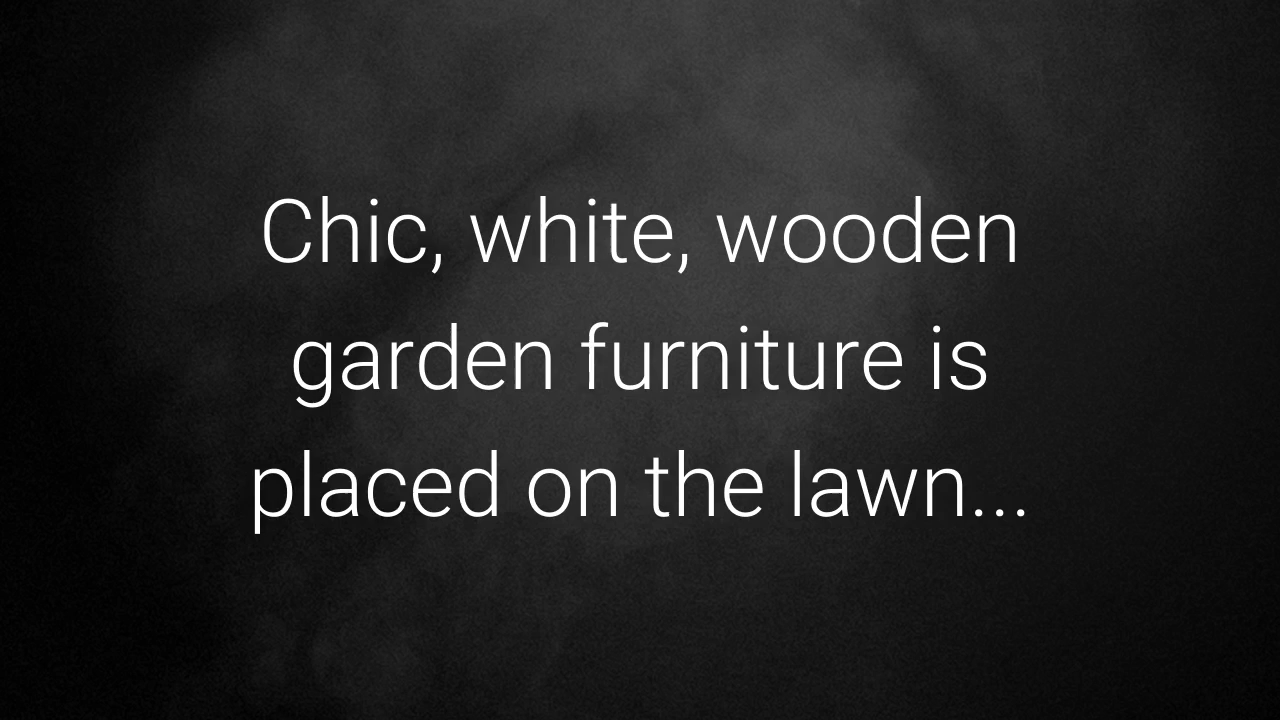 Chic, white, wooden
garden furniture is
placed on the lawn...